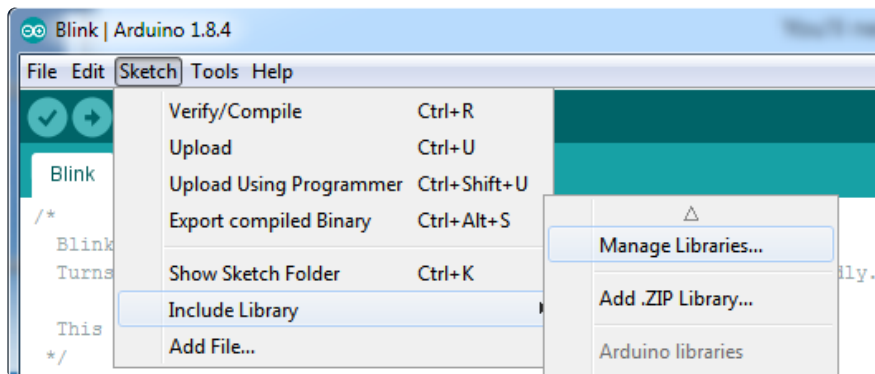 Blink | Arduino 1.8.4
File Edit Sketch Tools Help
Verify/Compile Ctrl+R
Upload Ctrl+U
Upload Using Programmer Ctrl+Shift+U
Export compiled Binary Ctrl+Alt+S
Show Sketch Folder Ctrl+K
Include Library
Add File...
Manage Libraries...
Add .ZIP Library...
Arduino libraries
Blink
/*
Blink
Turns
This
*/